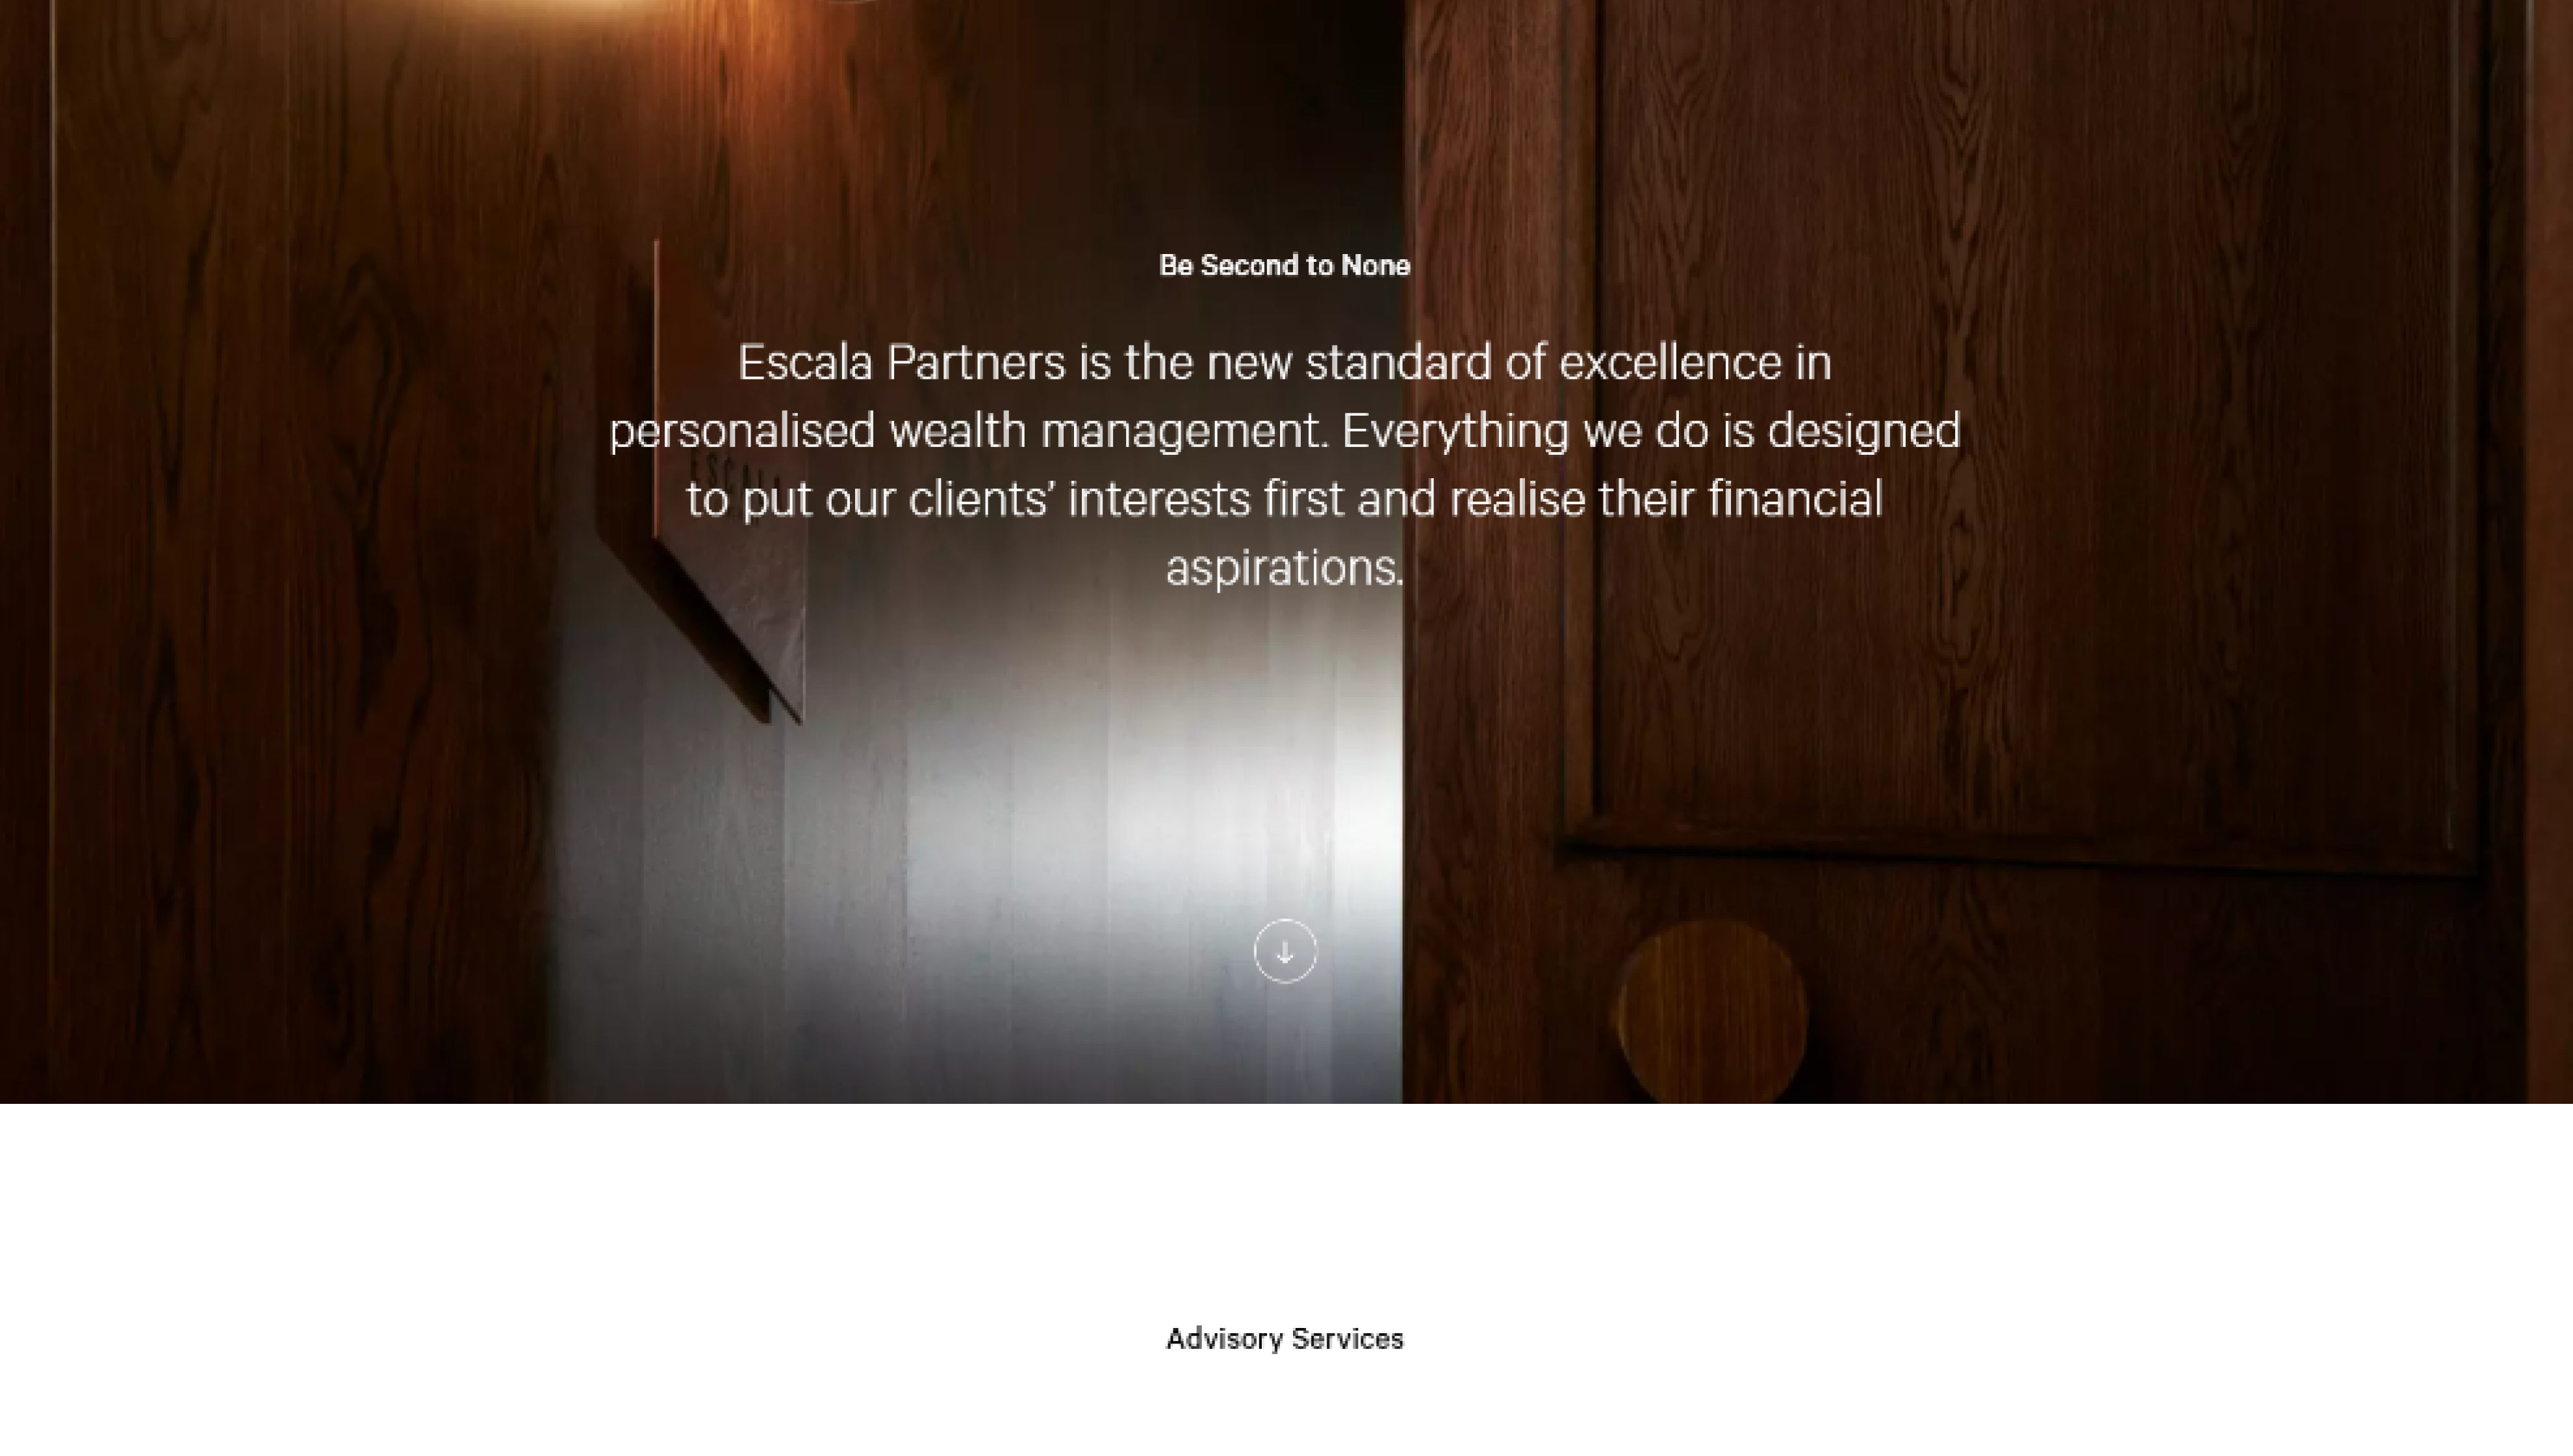 Be Second to None
Escala Partners is the new standard of excellence in
personalised wealth management. Everything we do is designed
to put our clients’ interests first and realise their financial
aspirations.
Advisory Services